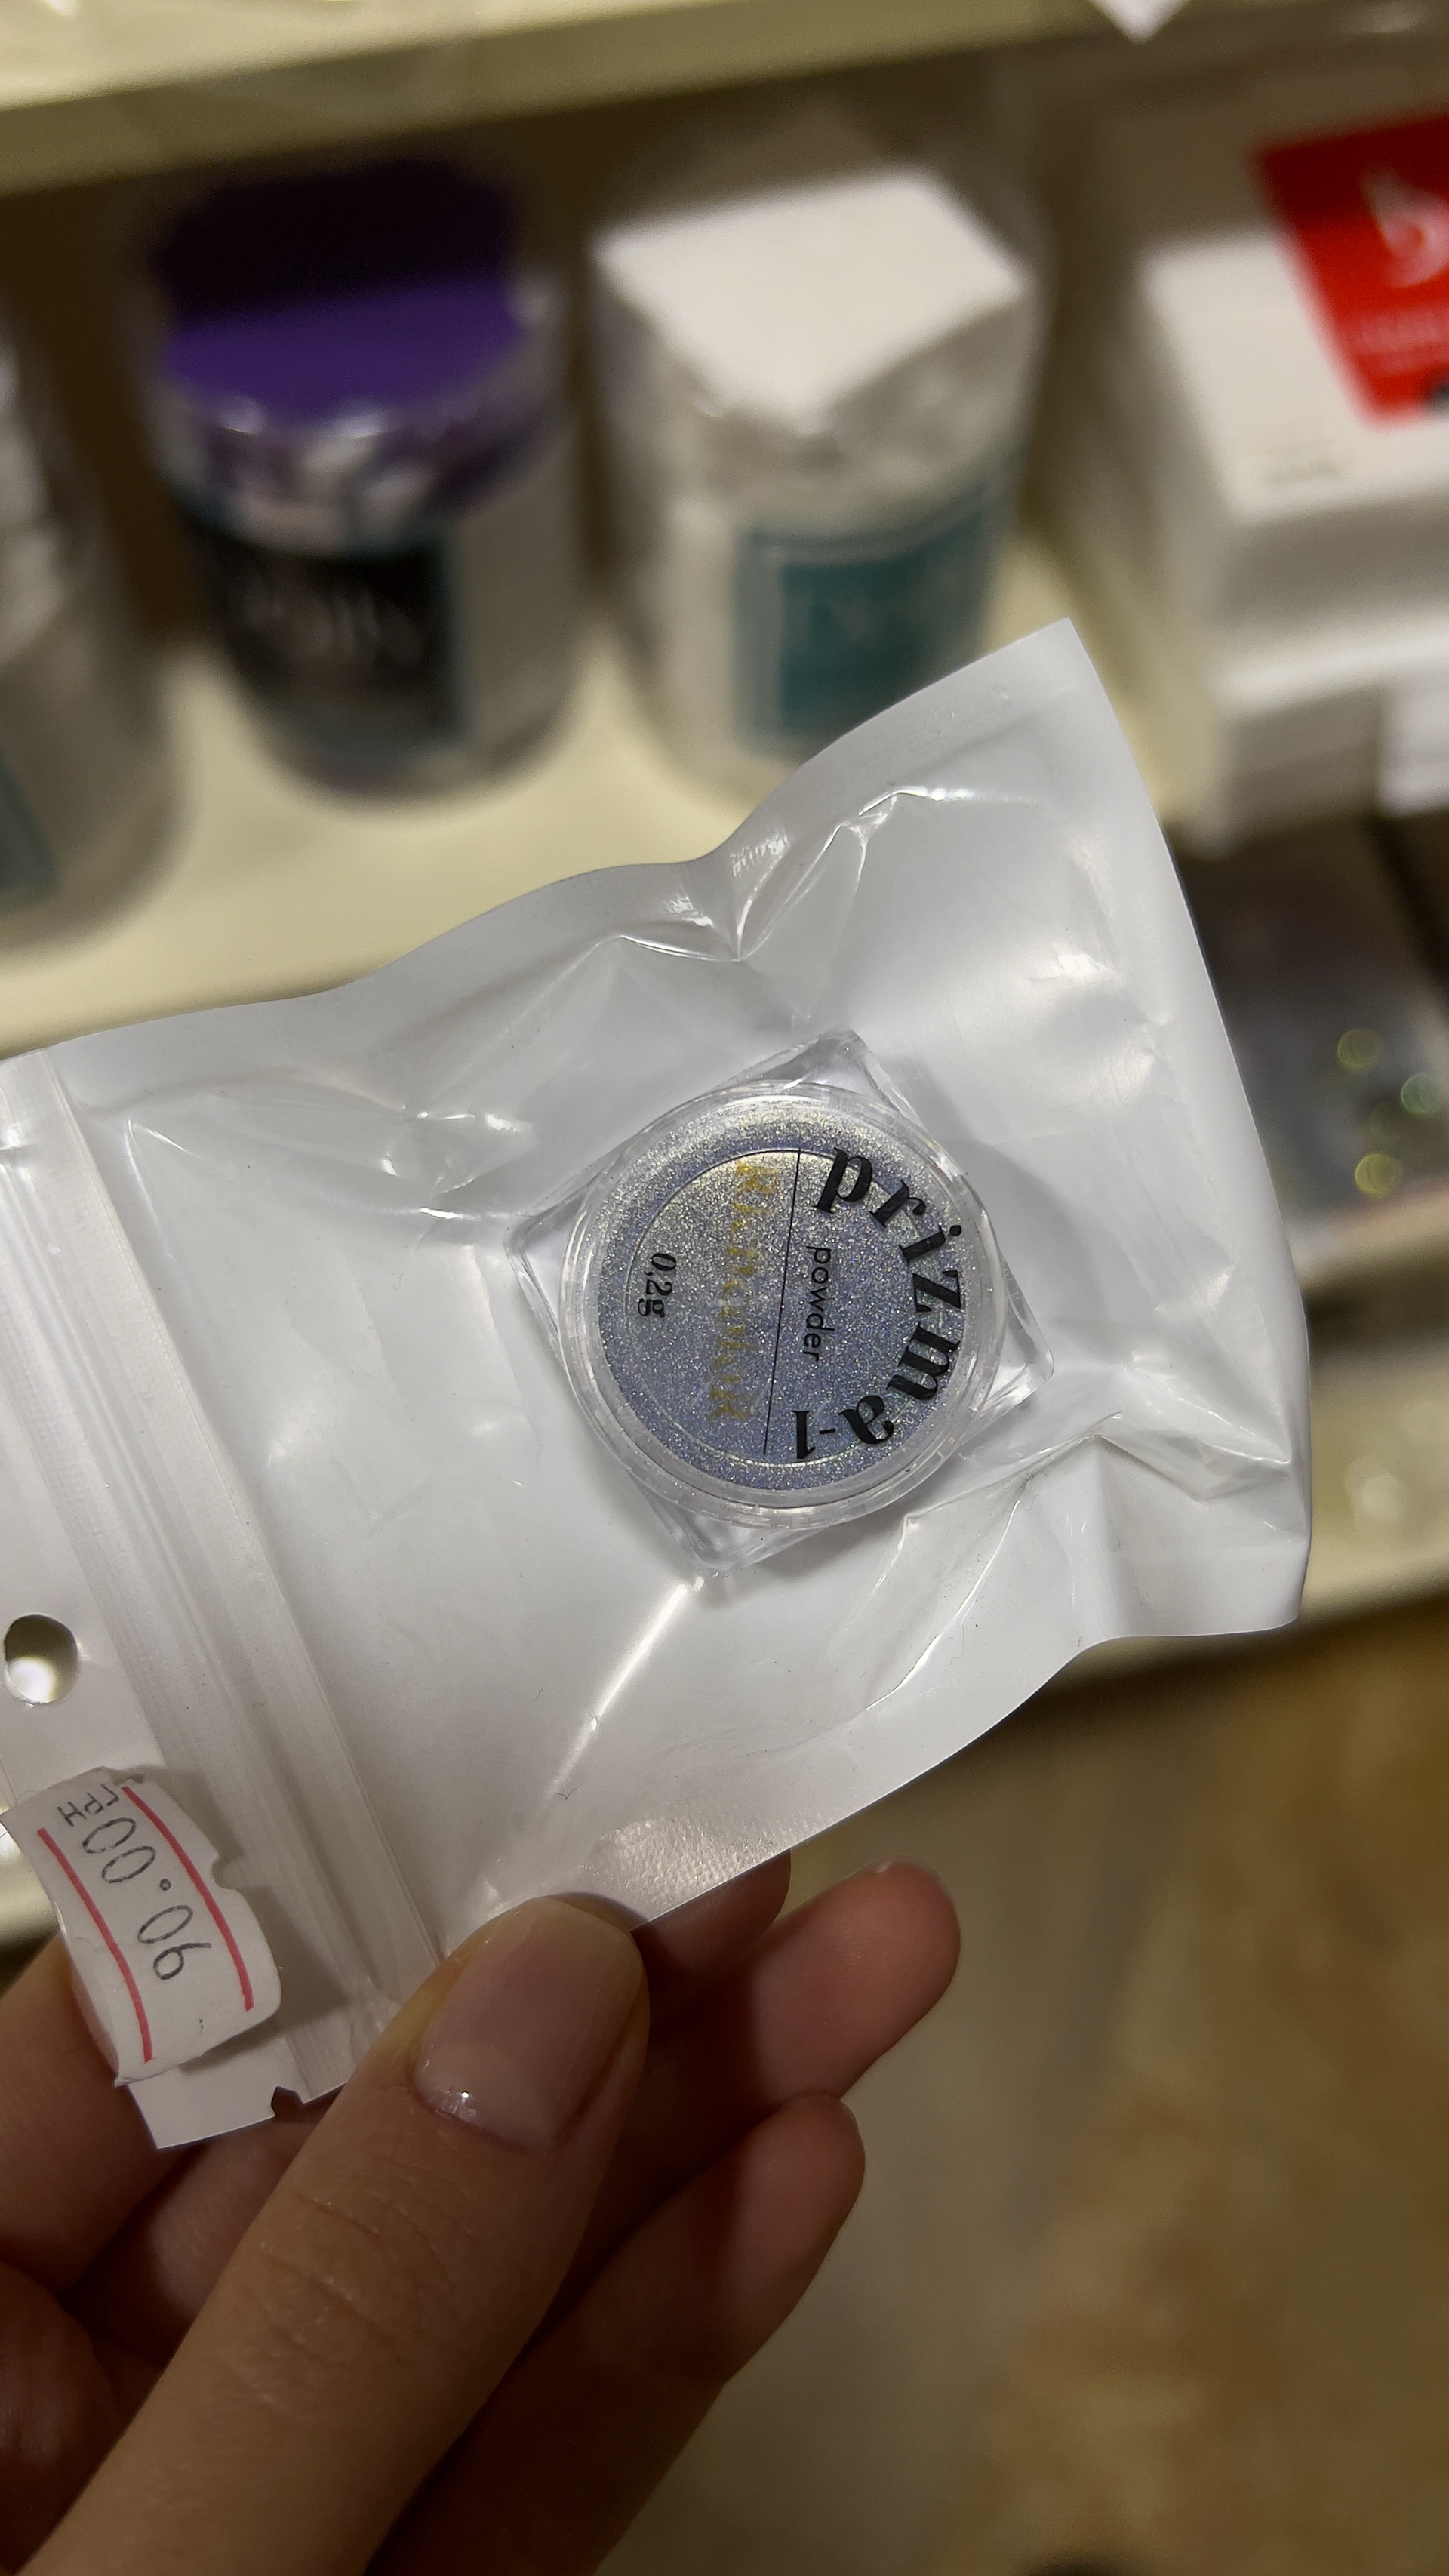 prizma-1
powder
0,2g
90.00
ГРН